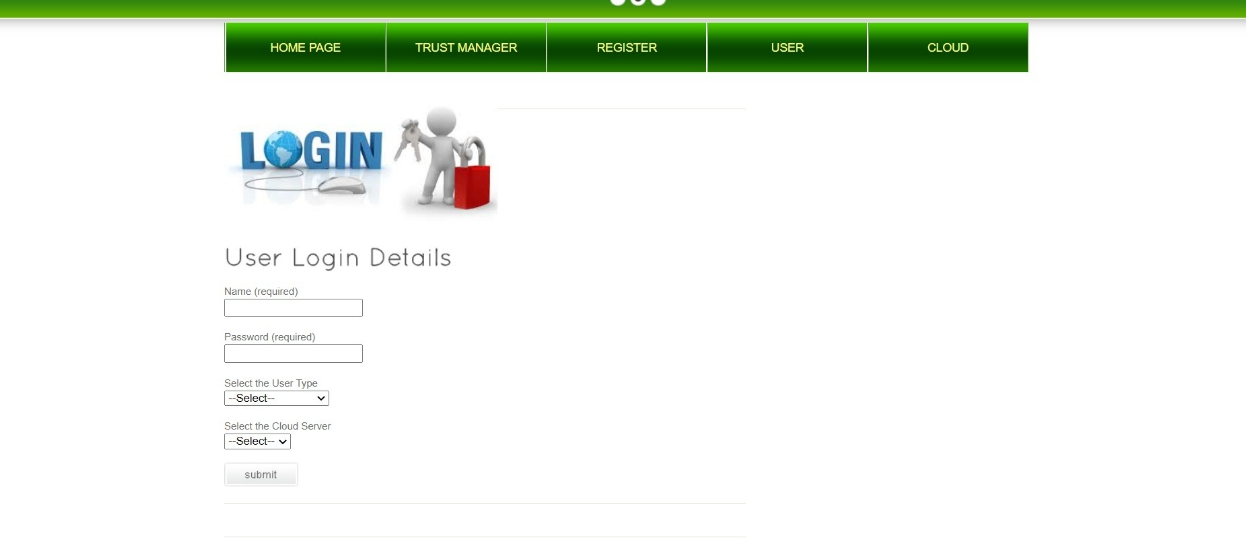 HOME PAGE TRUST MANAGER REGISTER USER CLOUD
LOGIN
User Login Details
Name (required)
Password (required)
Select the User Type
--Select--
Select the Cloud Server
--Select--
submit